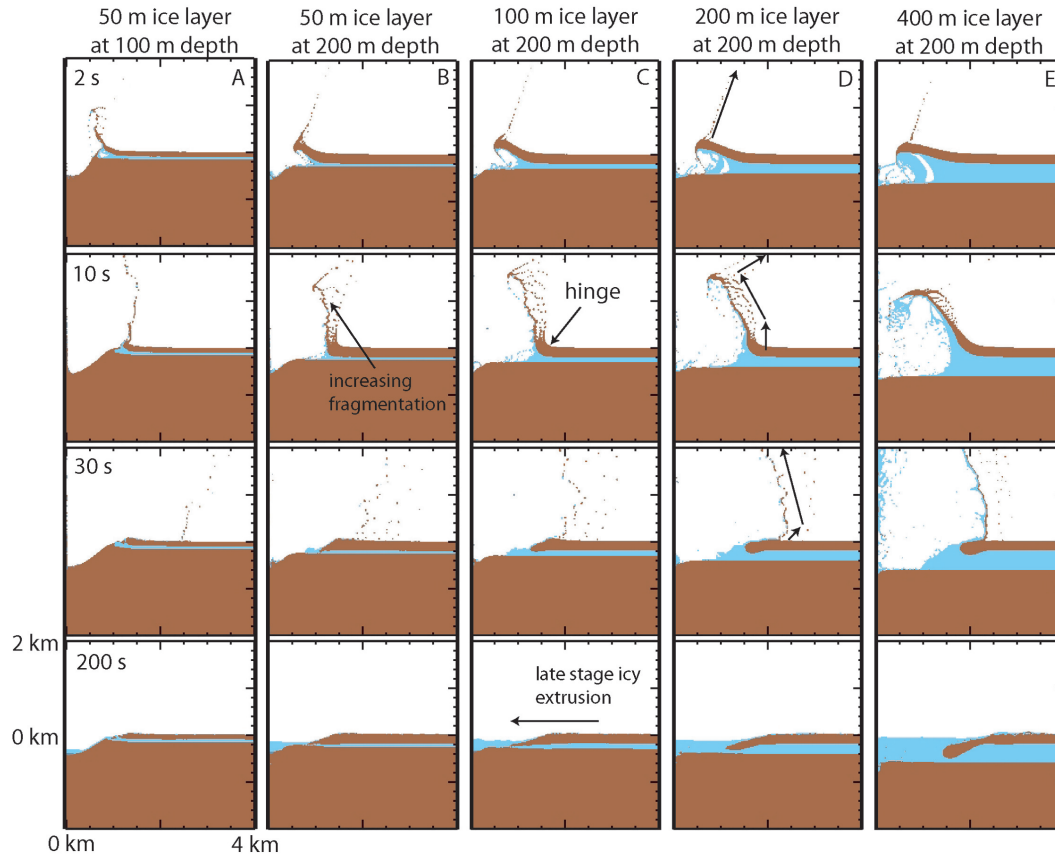 50 m ice layer
at 100 m depth
50 m ice layer
at 200 m depth
100 m ice layer
at 200 m depth
200 m ice layer
at 200 m depth
400 m ice layer
at 200 m depth
2 s
A
B
C
D
E
10 s
increasing
fragmentation
hinge
30 s
2 km
200 s
late stage icy
extrusion
0 km
0 km
4 km